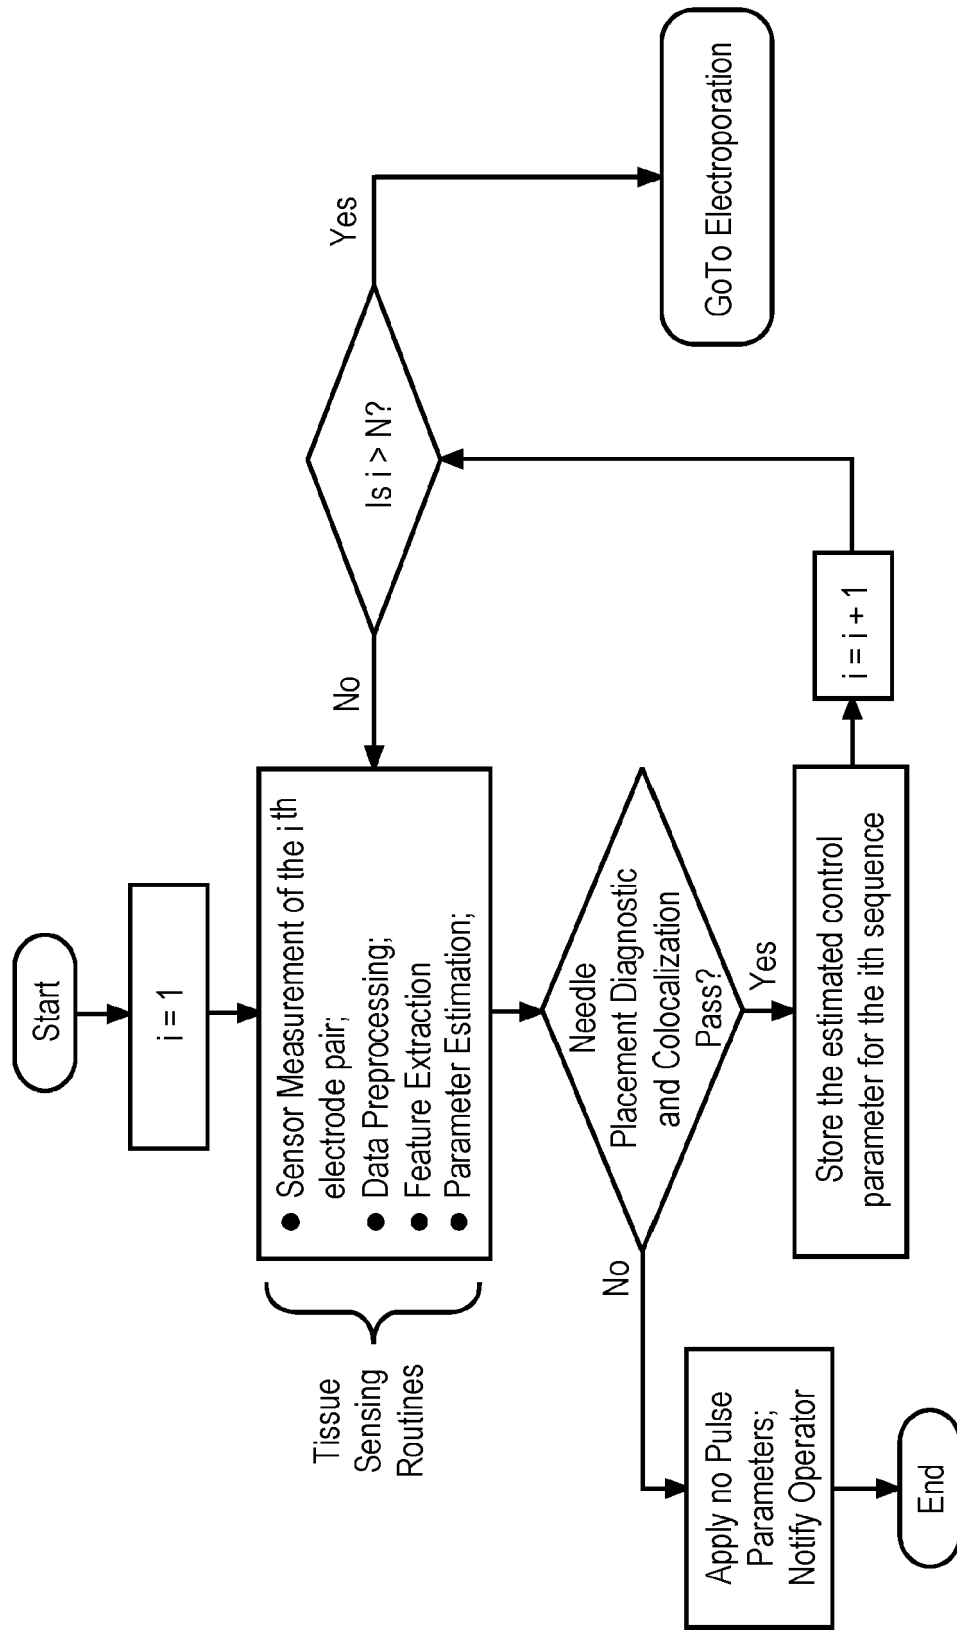 Start
i = 1
Tissue
Sensing
Routines
● Sensor Measurement of the i th
electrode pair;
● Data Preprocessing;
● Feature Extraction
● Parameter Estimation;
No
Is i > N?
Yes
GoTo Electroporation
Needle
Placement Diagnostic
and Colocalization
Pass?
No
Yes
Apply no Pulse
Parameters;
Notify Operator
End
Store the estimated control
parameter for the ith sequence
i = i + 1